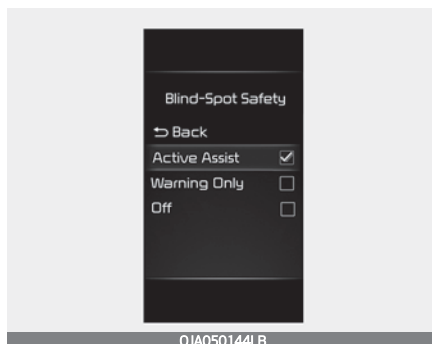 Blind-Spot Safety
Back
Active Assist
Warning Only
Off
OJA050144LB